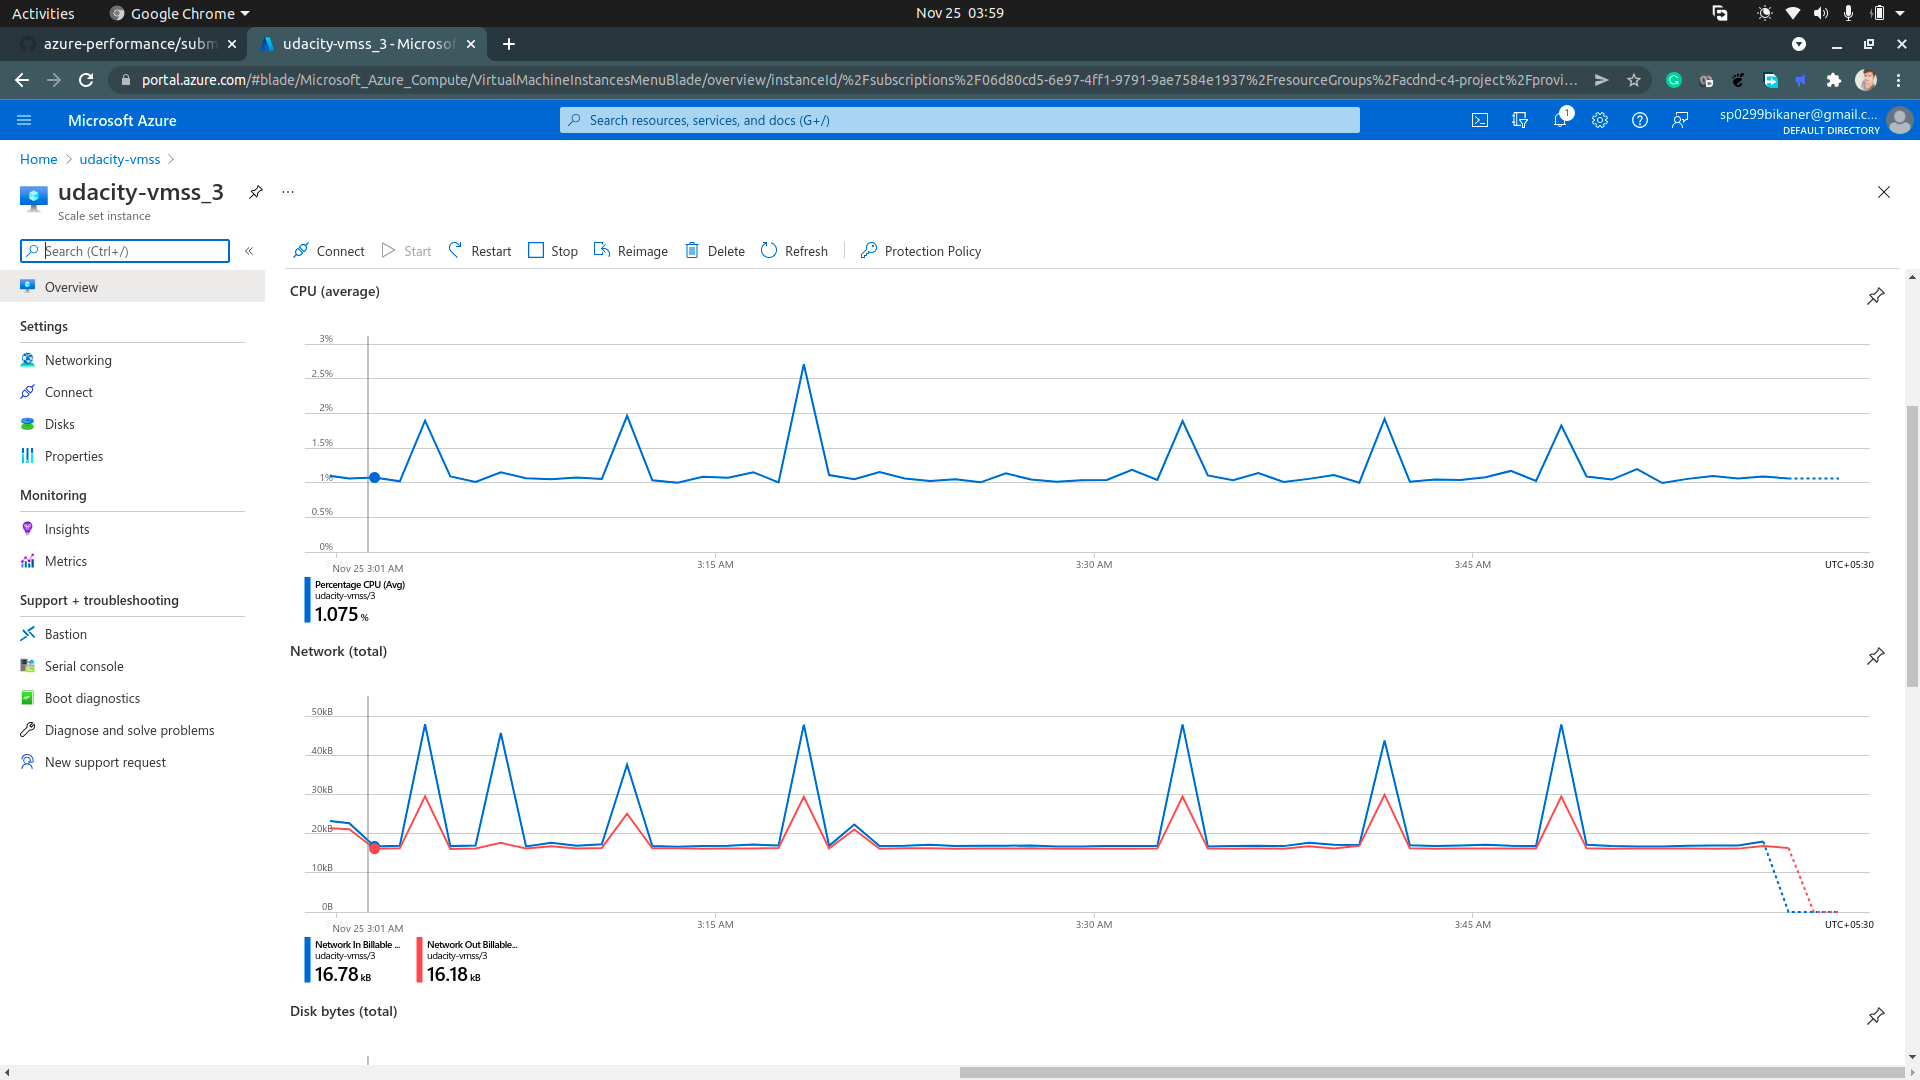 Activities
Google Chrome
Nov 25 03:59
azure-performance/subm
udacity-vmss_3 - Microsof
portal.azure.com/#blade/Microsoft_Azure_Compute/VirtualMachineInstancesMenuBlade/overview/instanceId/%2Fsubscriptions%2F06d80cd5-6e97-4ff1-9791-9ae7584e1937%2FresourceGroups%2Facdnd-c4-project%2Fprovi...
Microsoft Azure
Search resources, services, and docs (G+/)
1
sp0299bikaner@gmail.c...
DEFAULT DIRECTORY
Home > udacity-vmss >
udacity-vmss_3
...
Scale set instance
Search (Ctrl+/)
Connect
Start
Restart
Stop
Reimage
Delete
Refresh
Protection Policy
Overview
Settings
Networking
Connect
Disks
Properties
Monitoring
Insights
Metrics
Support + troubleshooting
Bastion
Serial console
Boot diagnostics
Diagnose and solve problems
New support request
CPU (average)
3%
2.5%
2%
1.5%
1%
0.5%
0%
Nov 25 3:01 AM
3:15 AM
3:30 AM
3:45 AM
UTC+05:30
Percentage CPU (Avg)
udacity-vmss/3
1.075 %
Network (total)
50kB
40kB
30kB
20kB
10kB
0B
Nov 25 3:01 AM
3:15 AM
3:30 AM
3:45 AM
UTC+05:30
Network In Billable ...
udacity-vmss/3
16.78 kB
Network Out Billable...
udacity-vmss/3
16.18 kB
Disk bytes (total)